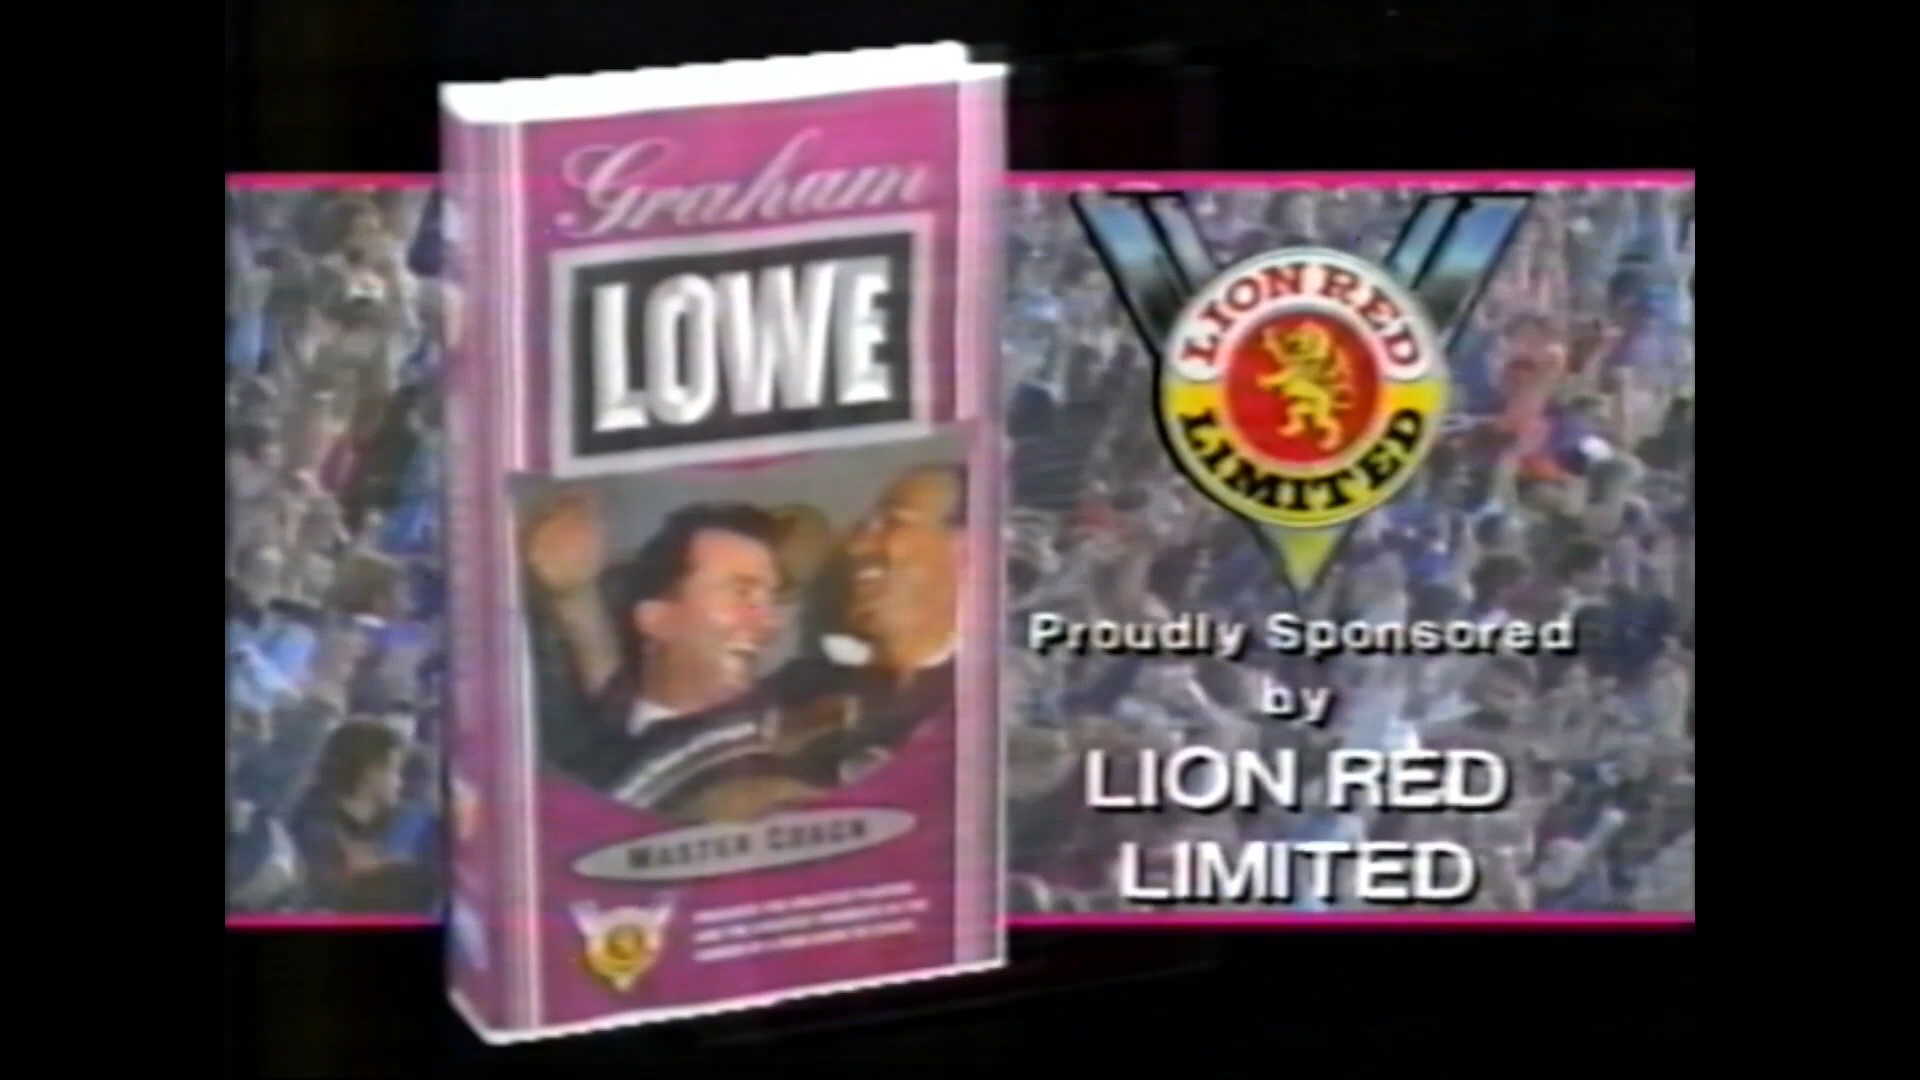 Graham
LOWE
MASTER COACH
LION RED
LIMITED
Proudly Sponsored
by
LION RED
LIMITED